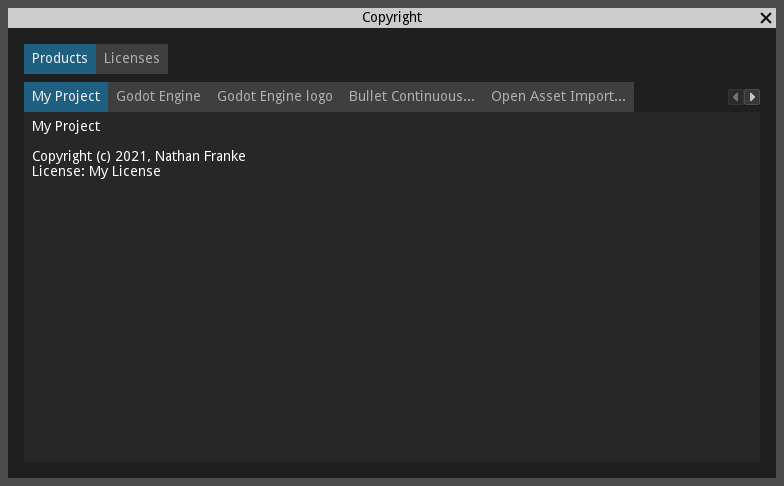 Copyright
Products Licenses
My Project Godot Engine Godot Engine logo Bullet Continuous... Open Asset Import...
My Project
Copyright (c) 2021, Nathan Franke
License: My License